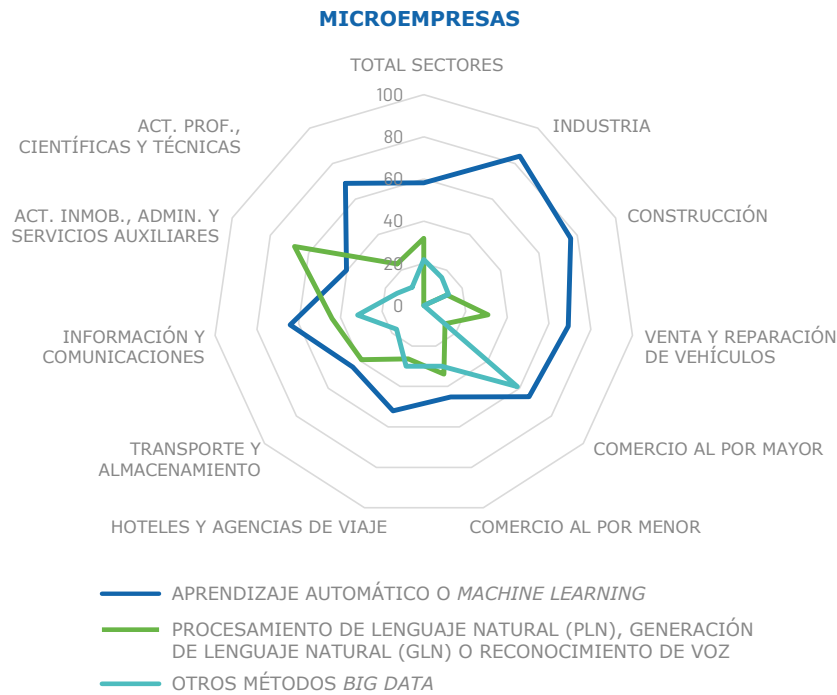 MICROEMPRESAS
TOTAL SECTORES
100
80
60
40
20
0
INDUSTRIA
CONSTRUCCIÓN
VENTA Y REPARACIÓN
DE VEHÍCULOS
COMERCIO AL POR MAYOR
COMERCIO AL POR MENOR
HOTELES Y AGENCIAS DE VIAJE
TRANSPORTE Y
ALMACENAMIENTO
INFORMACIÓN Y
COMUNICACIONES
ACT. INMOB., ADMIN. Y
SERVICIOS AUXILIARES
ACT. PROF.,
CIENTÍFICAS Y TÉCNICAS
APRENDIZAJE AUTOMÁTICO O MACHINE LEARNING
PROCESAMIENTO DE LENGUAJE NATURAL (PLN), GENERACIÓN
DE LENGUAJE NATURAL (GLN) O RECONOCIMIENTO DE VOZ
OTROS MÉTODOS BIG DATA